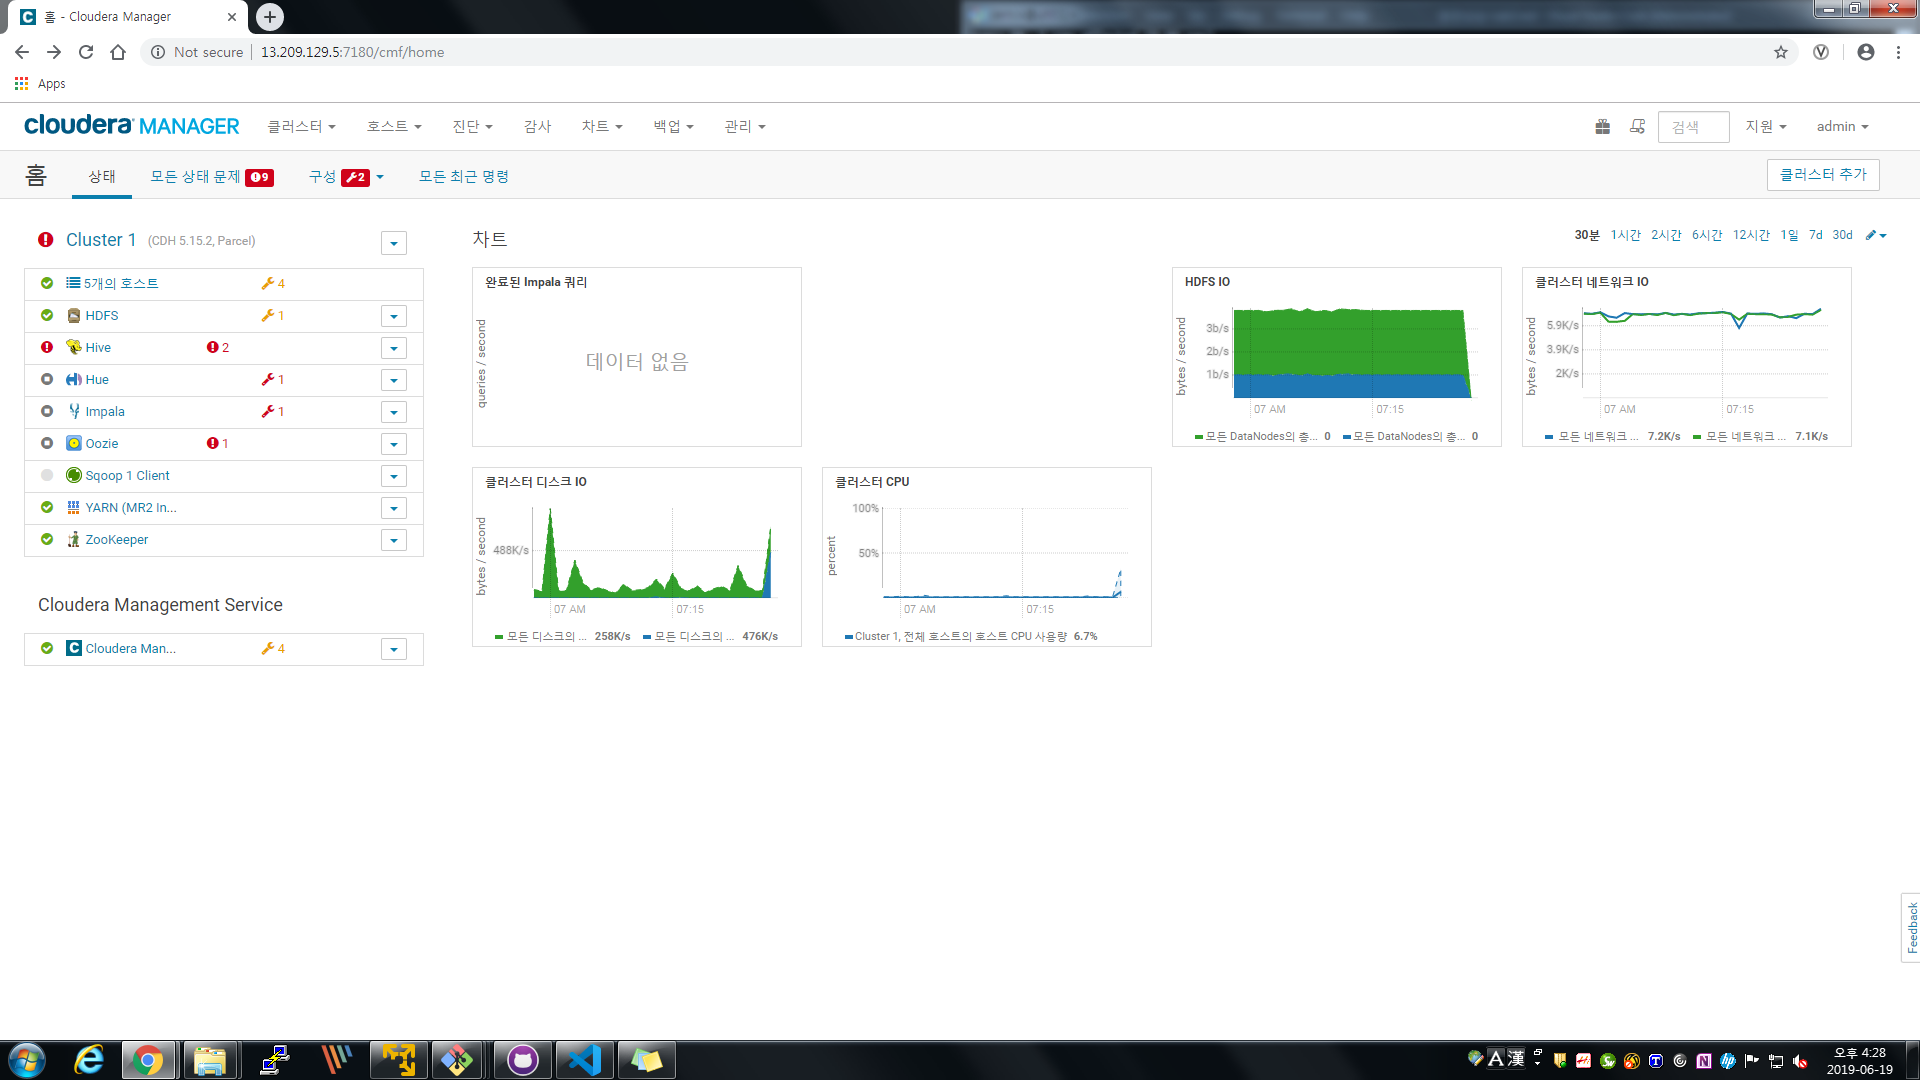 홈 - Cloudera Manager
Not secure | 13.209.129.5:7180/cmf/home
Apps
cloudera MANAGER 클러스터 호스트 진단 감사 차트 백업 관리 검색 지원 admin
홈 상태 모든 상태 문제 9 구성 2 모든 최근 명령 클러스터 추가
Cluster 1 (CDH 5.15.2, Parcel)
5개의 호스트 4
HDFS 1
Hive 2
Hue 1
Impala 1
Oozie 1
Sqoop 1 Client
YARN (MR2 In...
ZooKeeper
Cloudera Management Service
Cloudera Man... 4
차트
30분 1시간 2시간 6시간 12시간 1일 7d 30d
완료된 Impala 쿼리
queries / second
데이터 없음
HDFS IO
bytes / second
3b/s
2b/s
1b/s
07 AM 07:15
모든 DataNodes의 총... 0 모든 DataNodes의 총... 0
클러스터 네트워크 IO
bytes / second
5.9K/s
3.9K/s
2K/s
07 AM 07:15
모든 네트워크 ... 7.2K/s 모든 네트워크 ... 7.1K/s
클러스터 디스크 IO
bytes / second
488K/s
07 AM 07:15
모든 디스크의 ... 258K/s 모든 디스크의 ... 476K/s
클러스터 CPU
percent
100%
50%
07 AM 07:15
Cluster 1, 전체 호스트의 호스트 CPU 사용량 6.7%
Feedback
A 漢
오후 4:28
2019-06-19